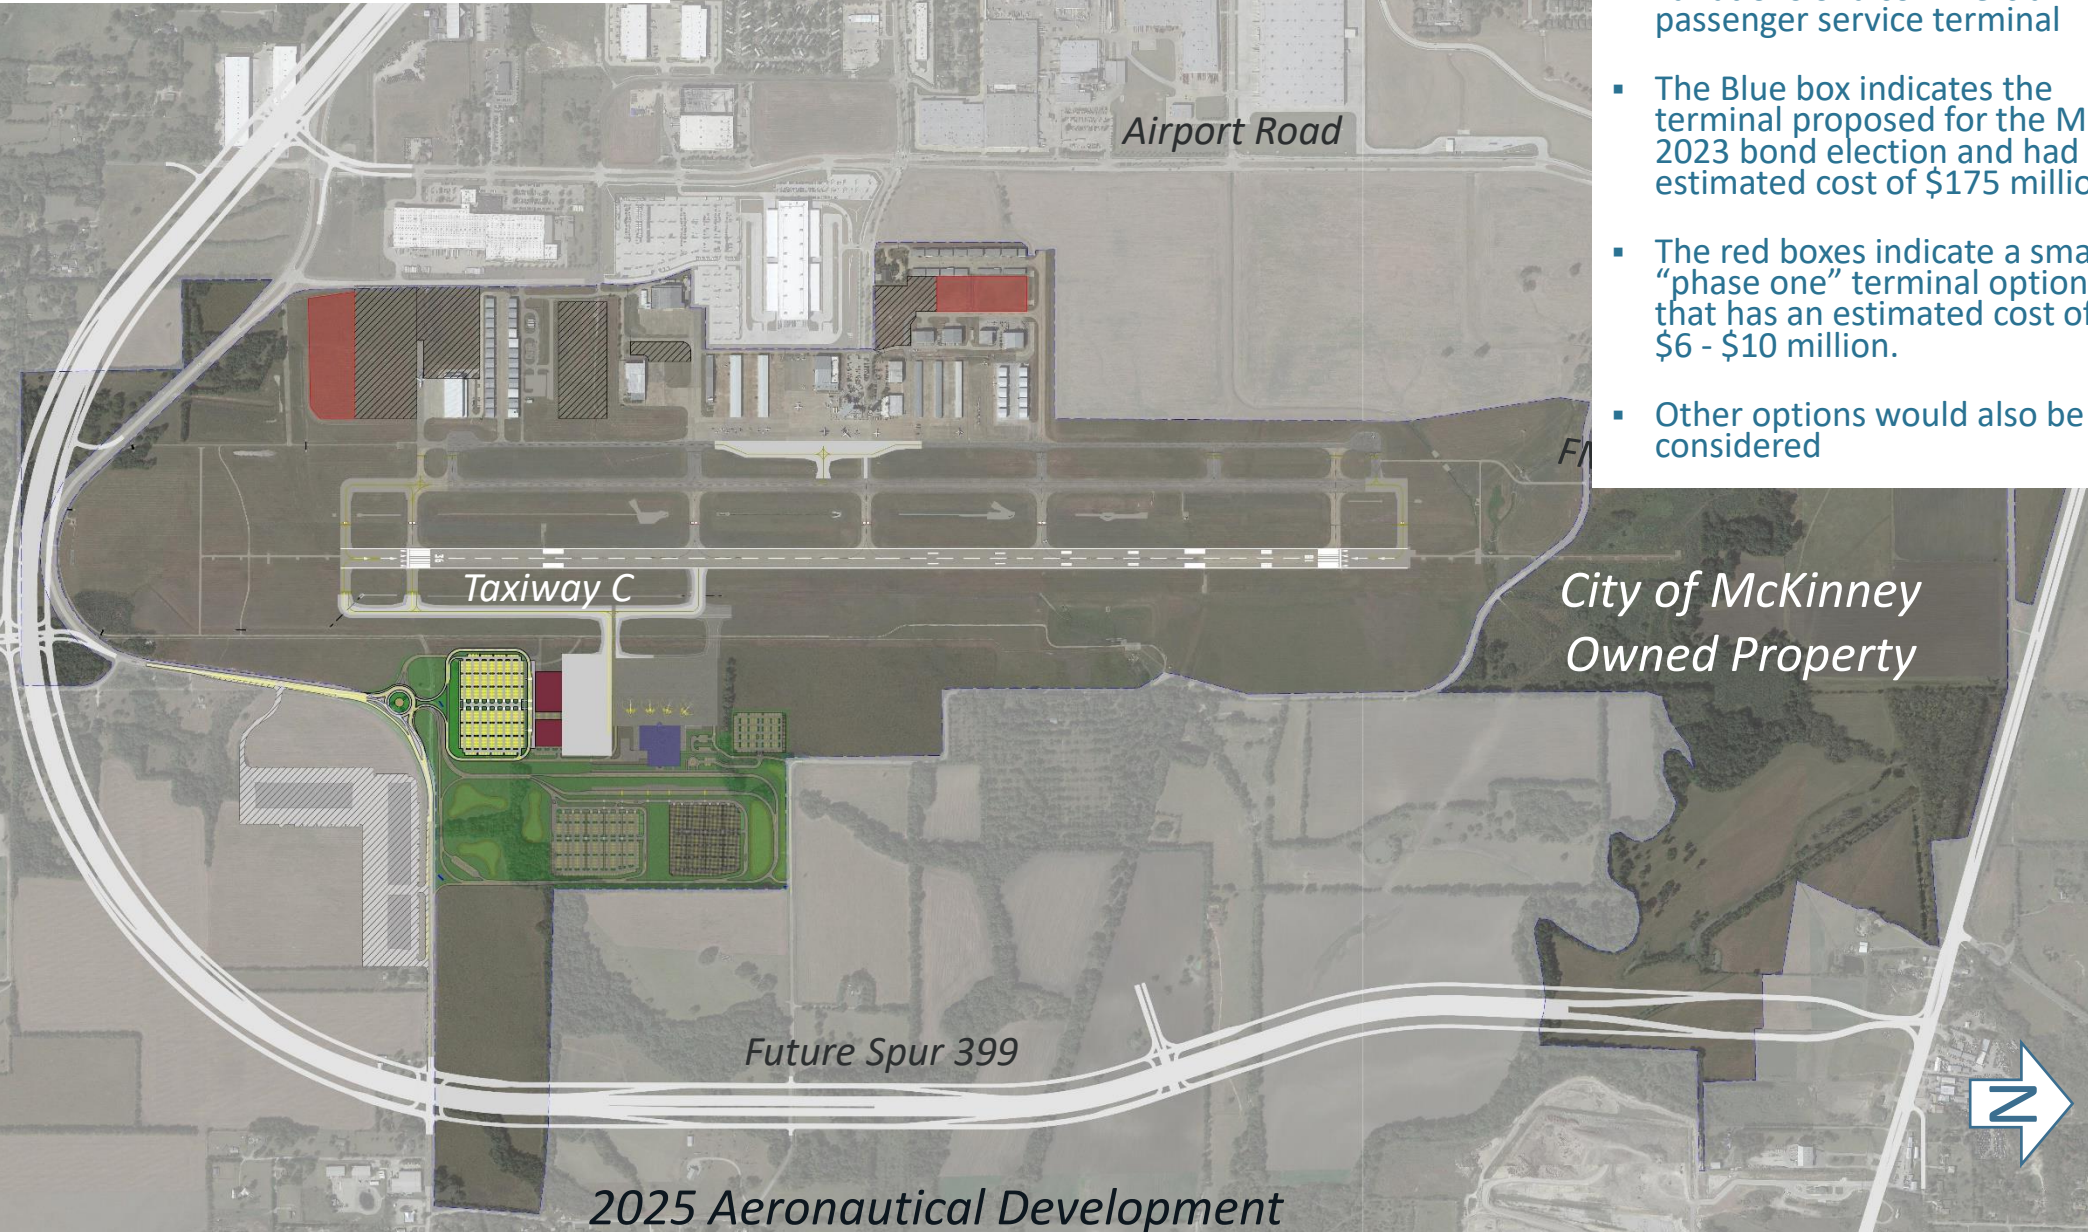 passenger service terminal
▪ The Blue box indicates the
terminal proposed for the M
2023 bond election and had
estimated cost of $175 millio
▪ The red boxes indicate a sma
“phase one” terminal option
that has an estimated cost of
$6 - $10 million.
▪ Other options would also be
considered
Airport Road
FM
Taxiway C
City of McKinney
Owned Property
Future Spur 399
N
2025 Aeronautical Development